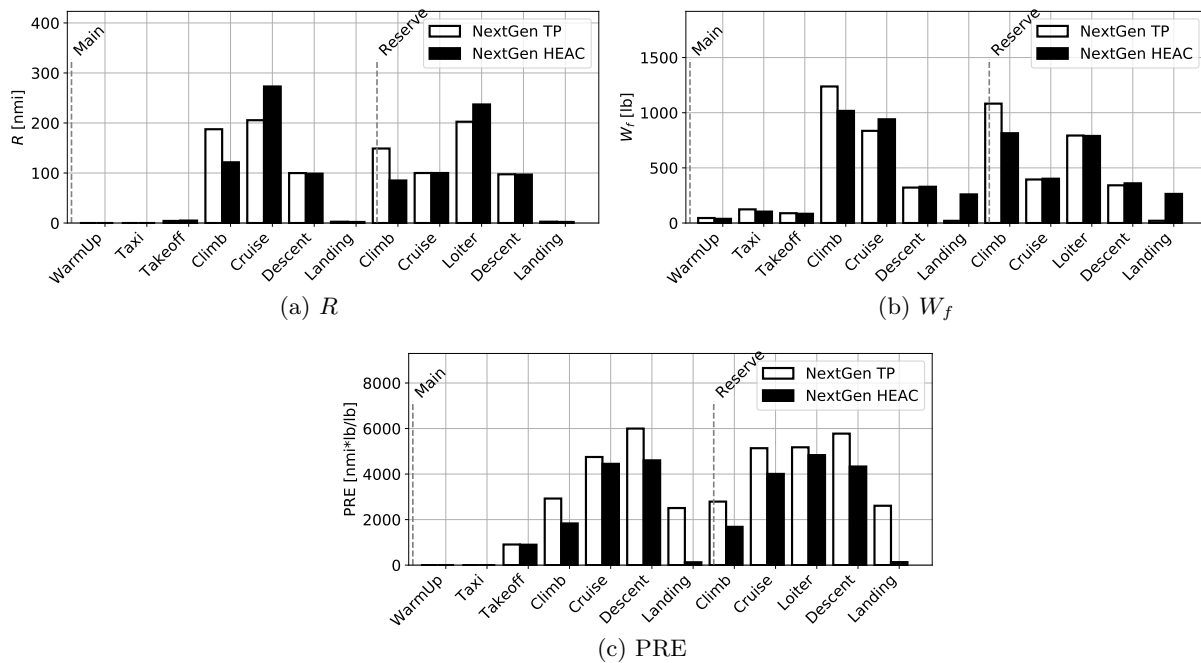 400
300
200
100
0
R [nmi]
Main
Reserve
NextGen TP
NextGen HEAC
WarmUp
Taxi
Takeoff
Climb
Cruise
Descent
Landing
Climb
Cruise
Loiter
Descent
Landing
(a) R
1500
1000
500
0
W_f [lb]
Main
Reserve
NextGen TP
NextGen HEAC
WarmUp
Taxi
Takeoff
Climb
Cruise
Descent
Landing
Climb
Cruise
Loiter
Descent
Landing
(b) W_f
8000
6000
4000
2000
0
PRE [nmi*lb/lb]
Main
Reserve
NextGen TP
NextGen HEAC
WarmUp
Taxi
Takeoff
Climb
Cruise
Descent
Landing
Climb
Cruise
Loiter
Descent
Landing
(c) PRE